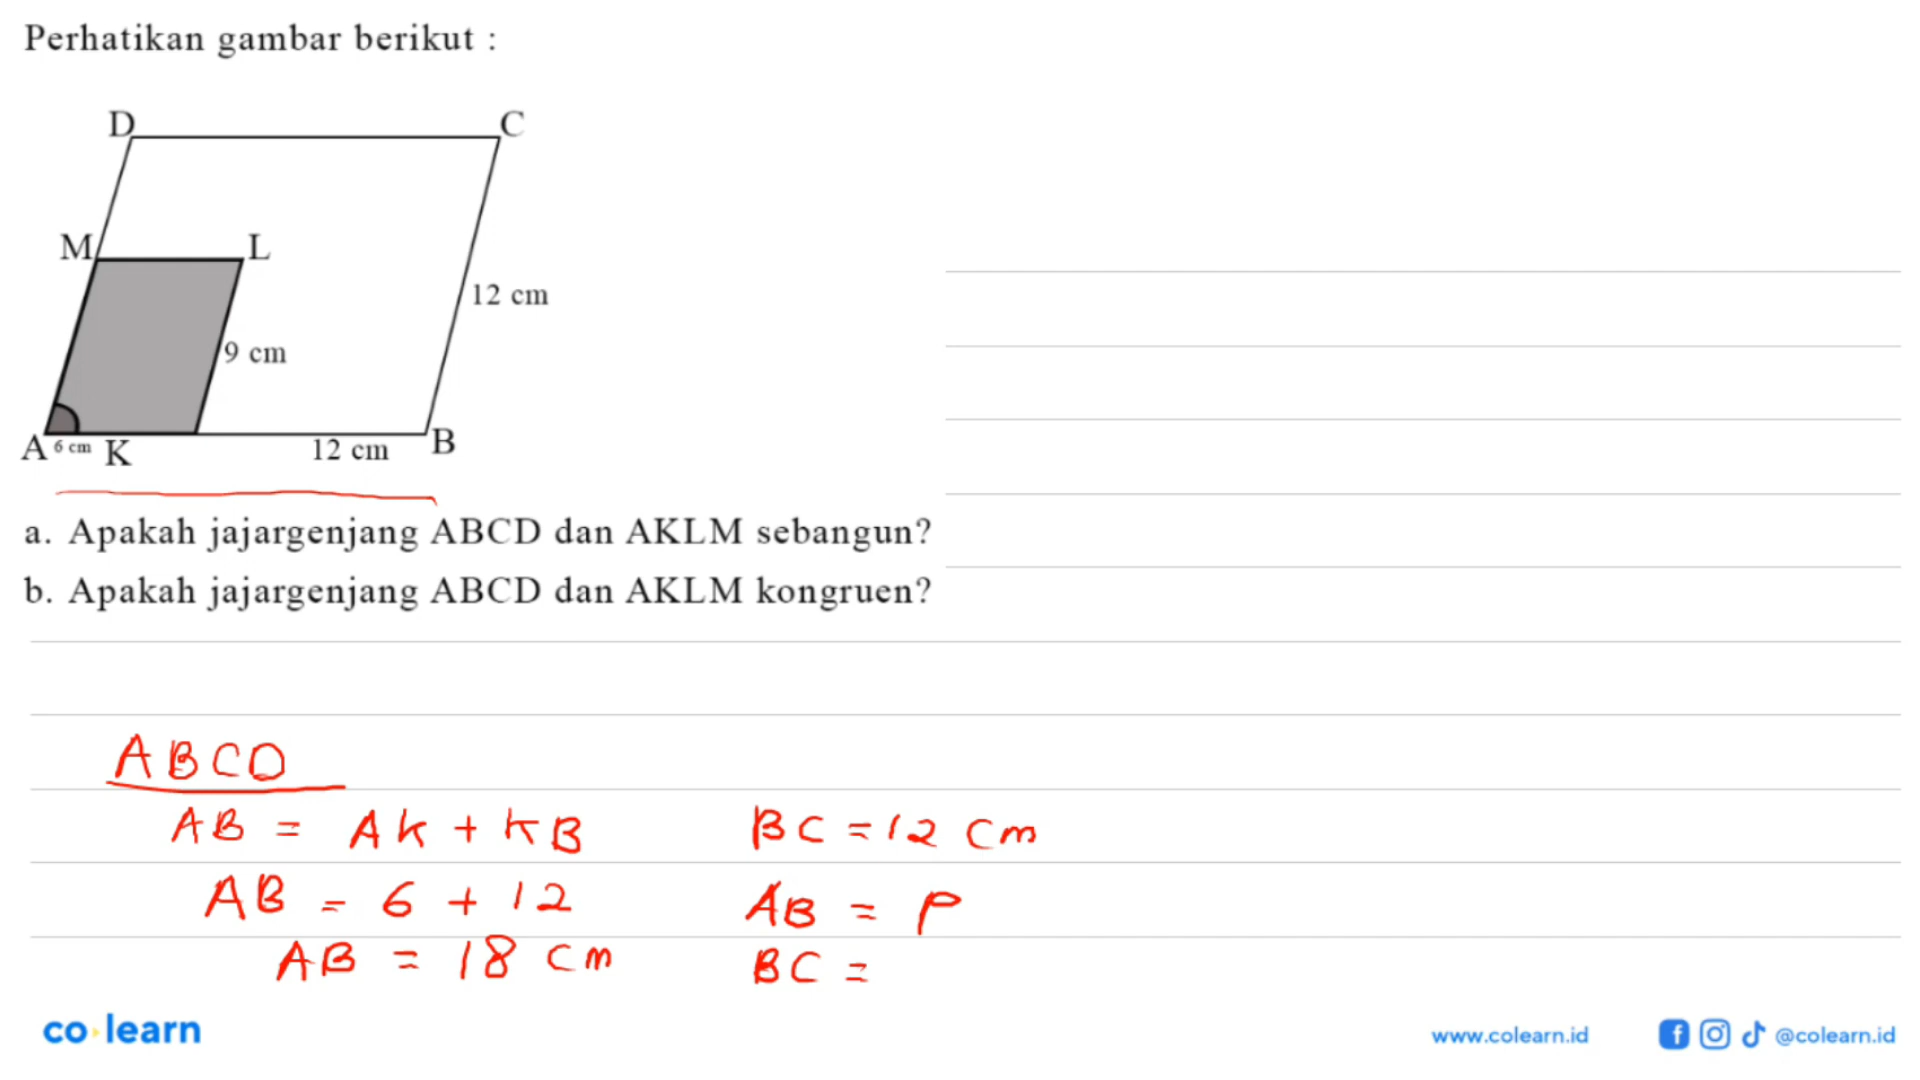 Perhatikan gambar berikut :
D C
M L
12 cm
9 cm
A 6 cm K 12 cm B
a. Apakah jajargenjang ABCD dan AKLM sebangun?
b. Apakah jajargenjang ABCD dan AKLM kongruen?
ABCD
AB = AK + KB BC = 12 cm
AB = 6 + 12 AB = P
AB = 18 cm BC =
co learn www.colearn.id @colearn.id